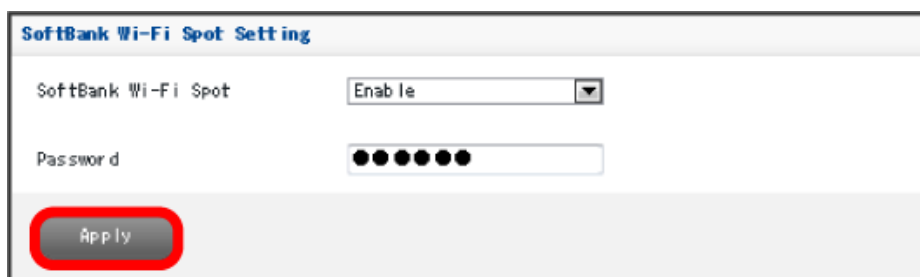 SoftBank Wi-Fi Spot Setting
SoftBank Wi-Fi Spot Enable
Password ●●●●●●
Apply